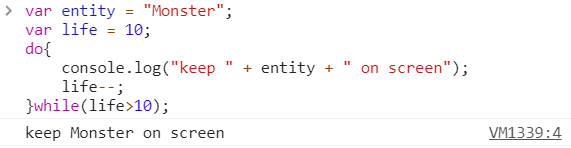 var entity = "Monster";
var life = 10;
do{
    console.log("keep " + entity + " on screen");
    life--;
}while(life>10);
keep Monster on screen VM1339:4